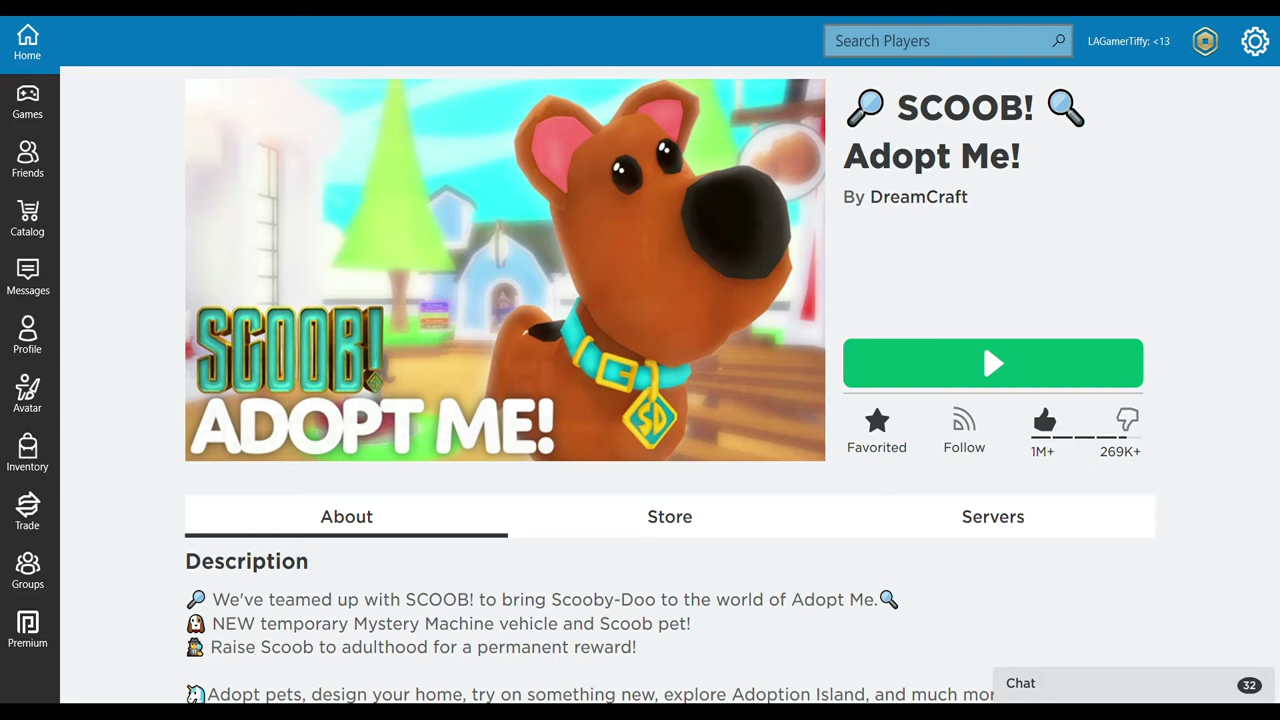 Home
Search Players
LAGamerTiffy: <13
Games
Friends
Catalog
Messages
Profile
Avatar
Inventory
Trade
Groups
Premium
SCOOB!
ADOPT ME!
SD
🔎 SCOOB! 🔍
Adopt Me!
By DreamCraft
Favorited
Follow
1M+
269K+
About
Store
Servers
Description
🔎 We've teamed up with SCOOB! to bring Scooby-Doo to the world of Adopt Me.🔍
🐶 NEW temporary Mystery Machine vehicle and Scoob pet!
🕵 Raise Scoob to adulthood for a permanent reward!
🦄Adopt pets, design your home, try on something new, explore Adoption Island, and much
Chat
32